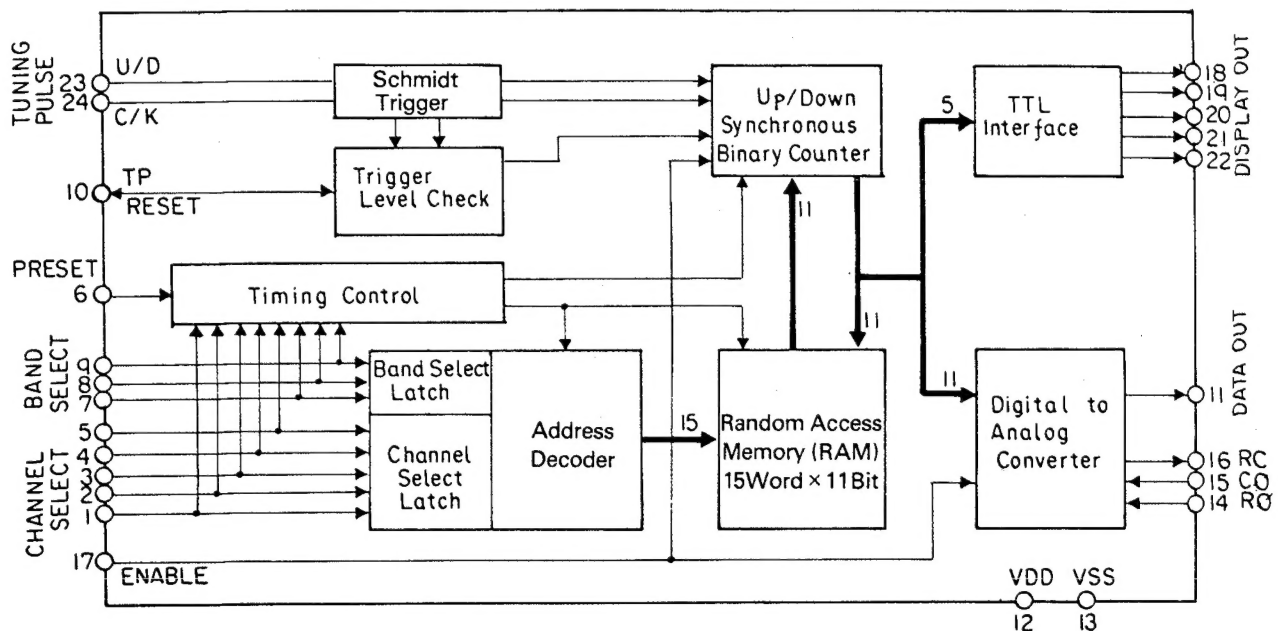 TUNING
PULSE
23
U/D
24
C/K
Schmidt
Trigger
Up/Down
Synchronous
Binary Counter
5
TTL
Interface
18
19
20
21
22
DISPLAY OUT
10
TP
RESET
Trigger
Level Check
11
PRESET
6
Timing Control
11
BAND
SELECT
9
8
7
Band Select
Latch
CHANNEL
SELECT
5
4
3
2
1
Channel
Select
Latch
Address
Decoder
15
Random Access
Memory (RAM)
15Word × 11Bit
11
Digital to
Analog
Converter
11
DATA OUT
16 RC
15 CQ
14 RQ
17
ENABLE
VDD
VSS
12
13